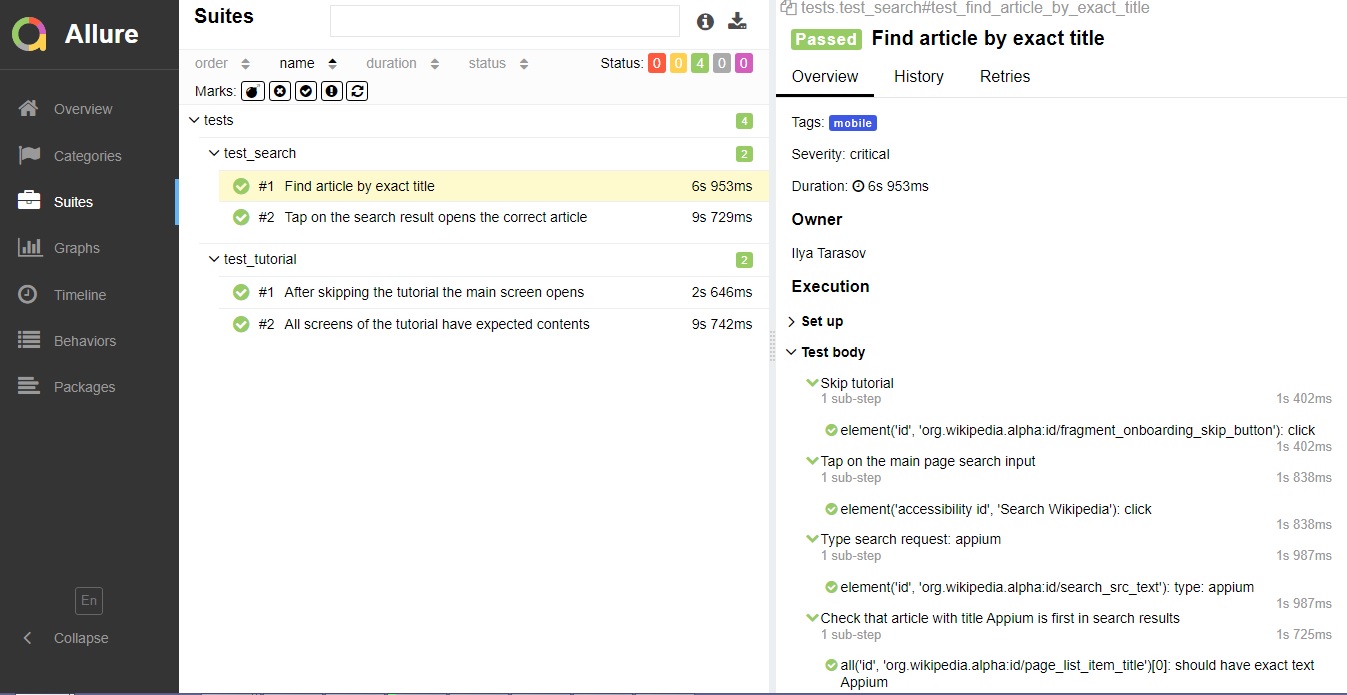 Allure
Overview
Categories
Suites
Graphs
Timeline
Behaviors
Packages
En
Collapse
Suites
order name duration status Status: 0 0 4 0 0
Marks:
tests 4
test_search 2
#1 Find article by exact title 6s 953ms
#2 Tap on the search result opens the correct article 9s 729ms
test_tutorial 2
#1 After skipping the tutorial the main screen opens 2s 646ms
#2 All screens of the tutorial have expected contents 9s 742ms
tests.test_search#test_find_article_by_exact_title
Passed Find article by exact title
Overview History Retries
Tags: mobile
Severity: critical
Duration: 6s 953ms
Owner
Ilya Tarasov
Execution
Set up
Test body
Skip tutorial
1 sub-step 1s 402ms
element('id', 'org.wikipedia.alpha:id/fragment_onboarding_skip_button'): click
1s 402ms
Tap on the main page search input
1 sub-step 1s 838ms
element('accessibility id', 'Search Wikipedia'): click
1s 838ms
Type search request: appium
1 sub-step 1s 987ms
element('id', 'org.wikipedia.alpha:id/search_src_text'): type: appium
1s 987ms
Check that article with title Appium is first in search results
1 sub-step 1s 725ms
all('id', 'org.wikipedia.alpha:id/page_list_item_title')[0]: should have exact text
Appium